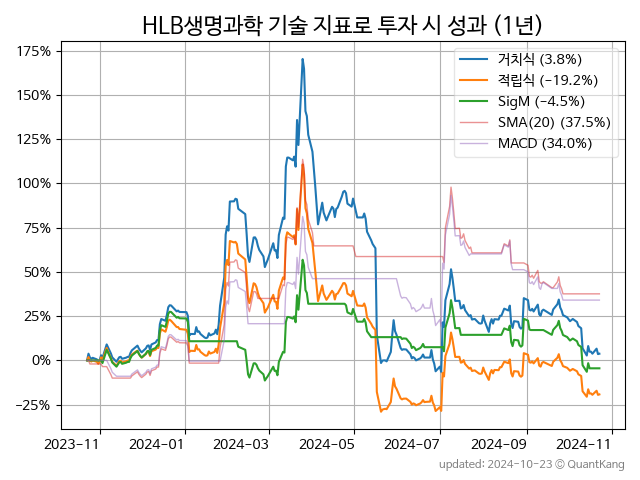 HLB생명과학 기술 지표로 투자 시 성과 (1년)
175%
150%
125%
100%
75%
50%
25%
0%
−25%
거치식 (3.8%)
적립식 (−19.2%)
SigM (−4.5%)
SMA(20) (37.5%)
MACD (34.0%)
2023-11 2024-01 2024-03 2024-05 2024-07 2024-09 2024-11
updated: 2024-10-23 © QuantKang